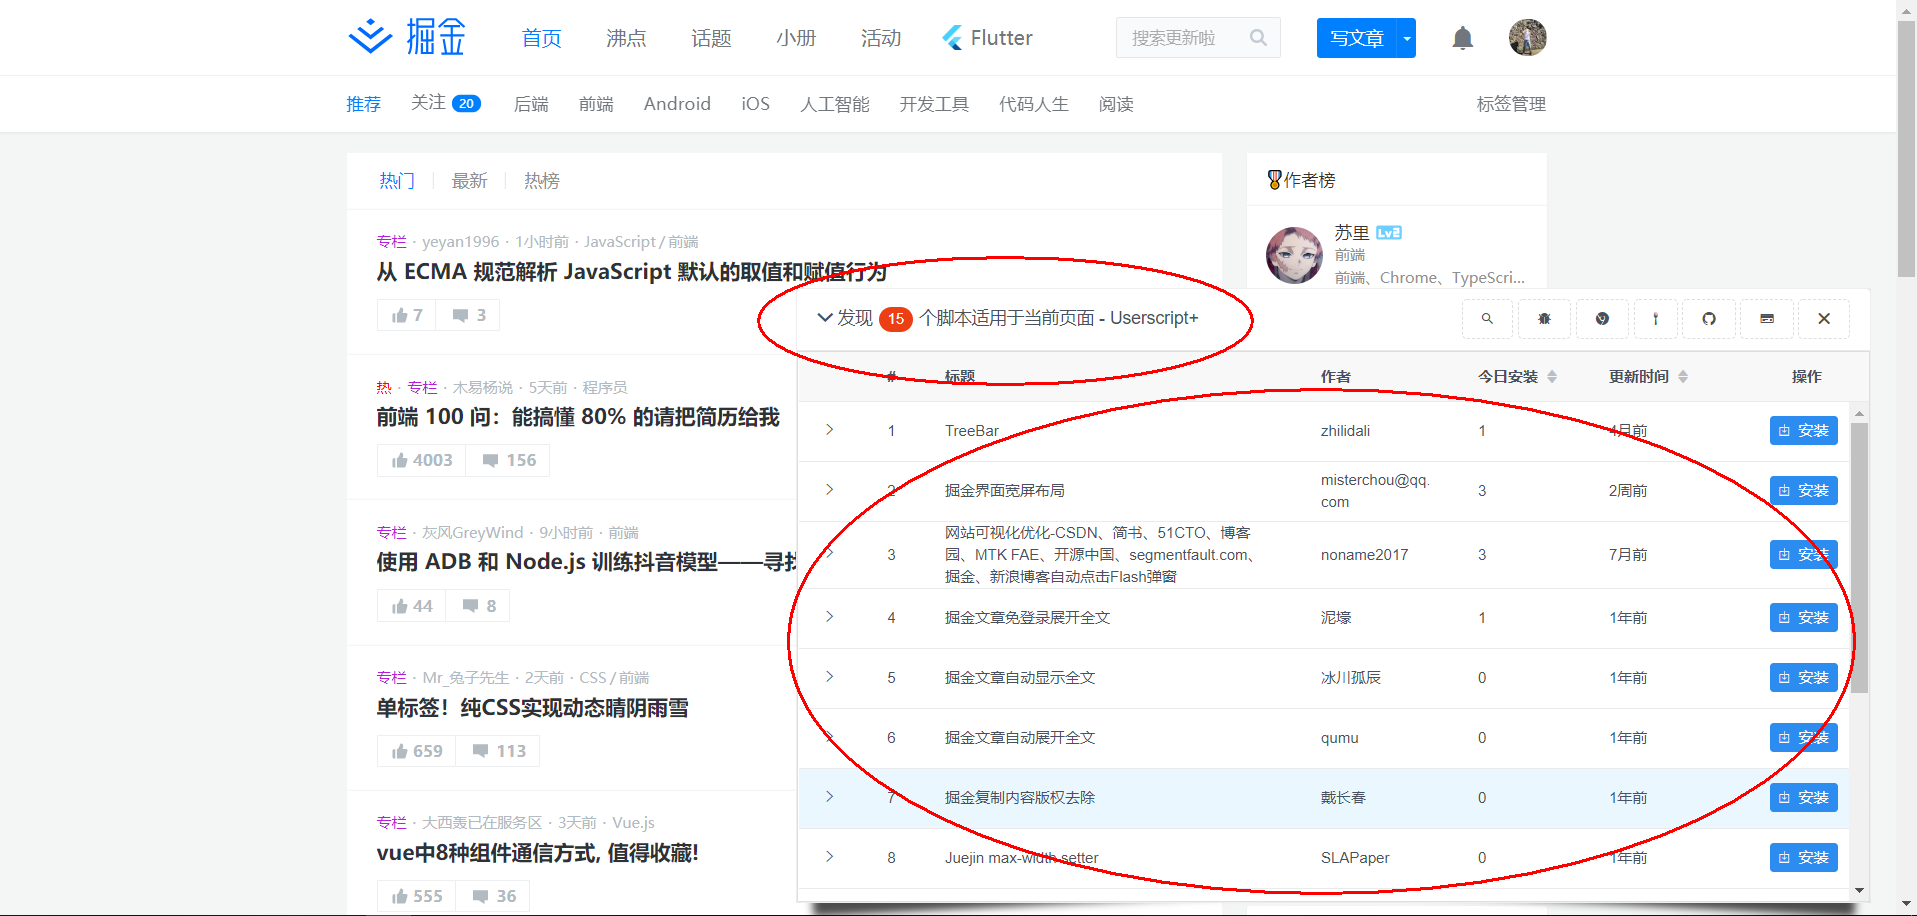 掘金
首页 沸点 话题 小册 活动 Flutter 搜索更新啦 写文章
推荐 关注 20 后端 前端 Android iOS 人工智能 开发工具 代码人生 阅读 标签管理
热门 最新 热榜
专栏 · yeyan1996 · 1小时前 · JavaScript / 前端
从 ECMA 规范解析 JavaScript 默认的取值和赋值行为
7 3
热 · 专栏 · 木易杨说 · 5天前 · 程序员
前端 100 问：能搞懂 80% 的请把简历给我
4003 156
专栏 · 灰风GreyWind · 9小时前 · 前端
使用 ADB 和 Node.js 训练抖音模型——寻找
44 8
专栏 · Mr_兔子先生 · 2天前 · CSS / 前端
单标签！纯CSS实现动态晴阴雨雪
659 113
专栏 · 大西轰已在服务区 · 3天前 · Vue.js
vue中8种组件通信方式, 值得收藏!
555 36
作者榜
苏里 Lv2
前端
前端、Chrome、TypeScri...
发现 15 个脚本适用于当前页面 - Userscript+
# 标题 作者 今日安装 更新时间 操作
1 TreeBar zhilidali 1 4月前 安装
2 掘金界面宽屏布局 misterchou@qq.
com 3 2周前 安装
3 网站可视化优化-CSDN、简书、51CTO、博客
园、MTK FAE、开源中国、segmentfault.com、
掘金、新浪博客自动点击Flash弹窗 noname2017 3 7月前 安装
4 掘金文章免登录展开全文 泥壕 1 1年前 安装
5 掘金文章自动显示全文 冰川孤辰 0 1年前 安装
6 掘金文章自动展开全文 qumu 0 1年前 安装
7 掘金复制内容版权去除 戴长春 0 1年前 安装
8 Juejin max-width setter SLAPaper 0 1年前 安装